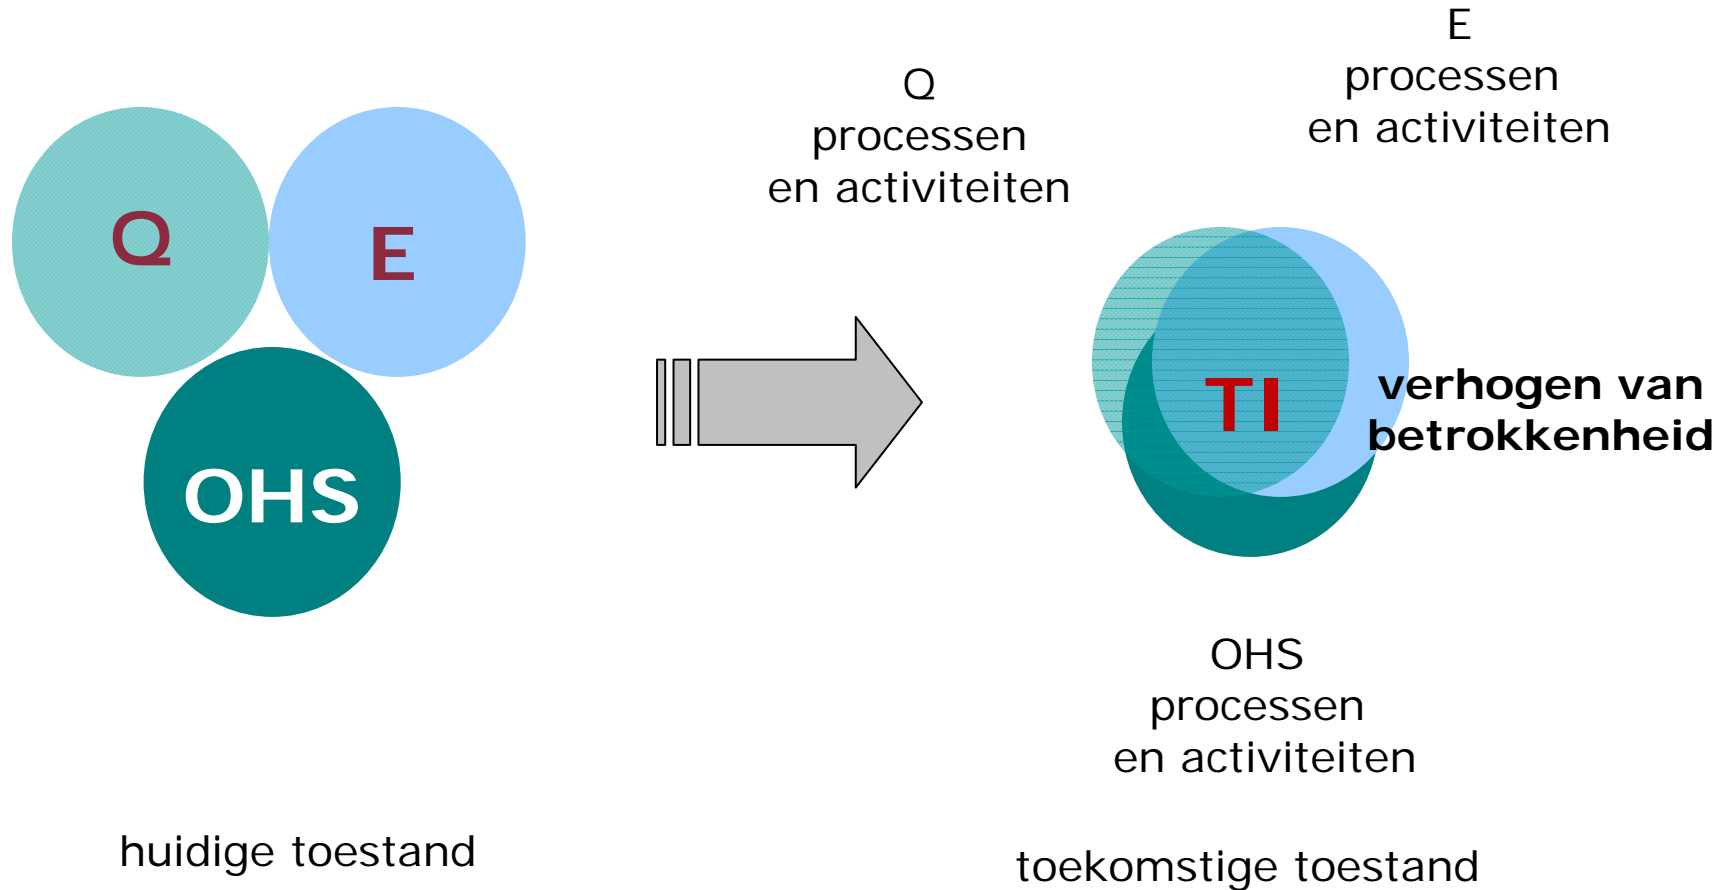 Q
E
OHS
huidige toestand
Q
processen
en activiteiten
E
processen
en activiteiten
TI
verhogen van
betrokkenheid
OHS
processen
en activiteiten
toekomstige toestand